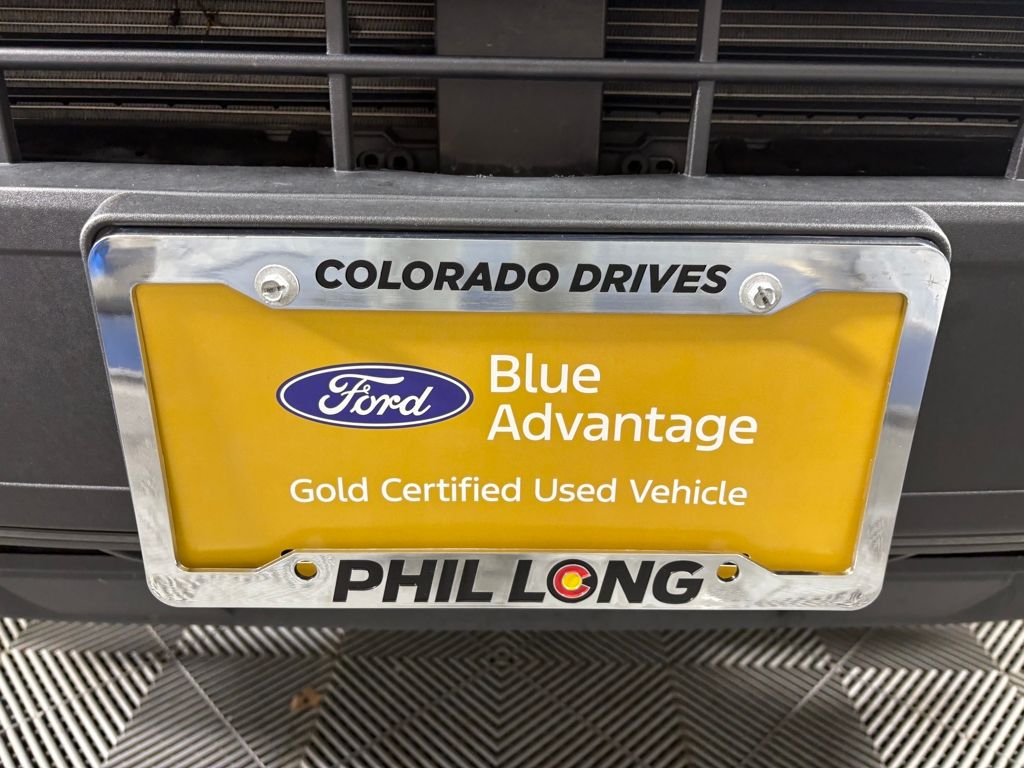 COLORADO DRIVES
Ford
Blue
Advantage
Gold Certified Used Vehicle
PHIL LONG